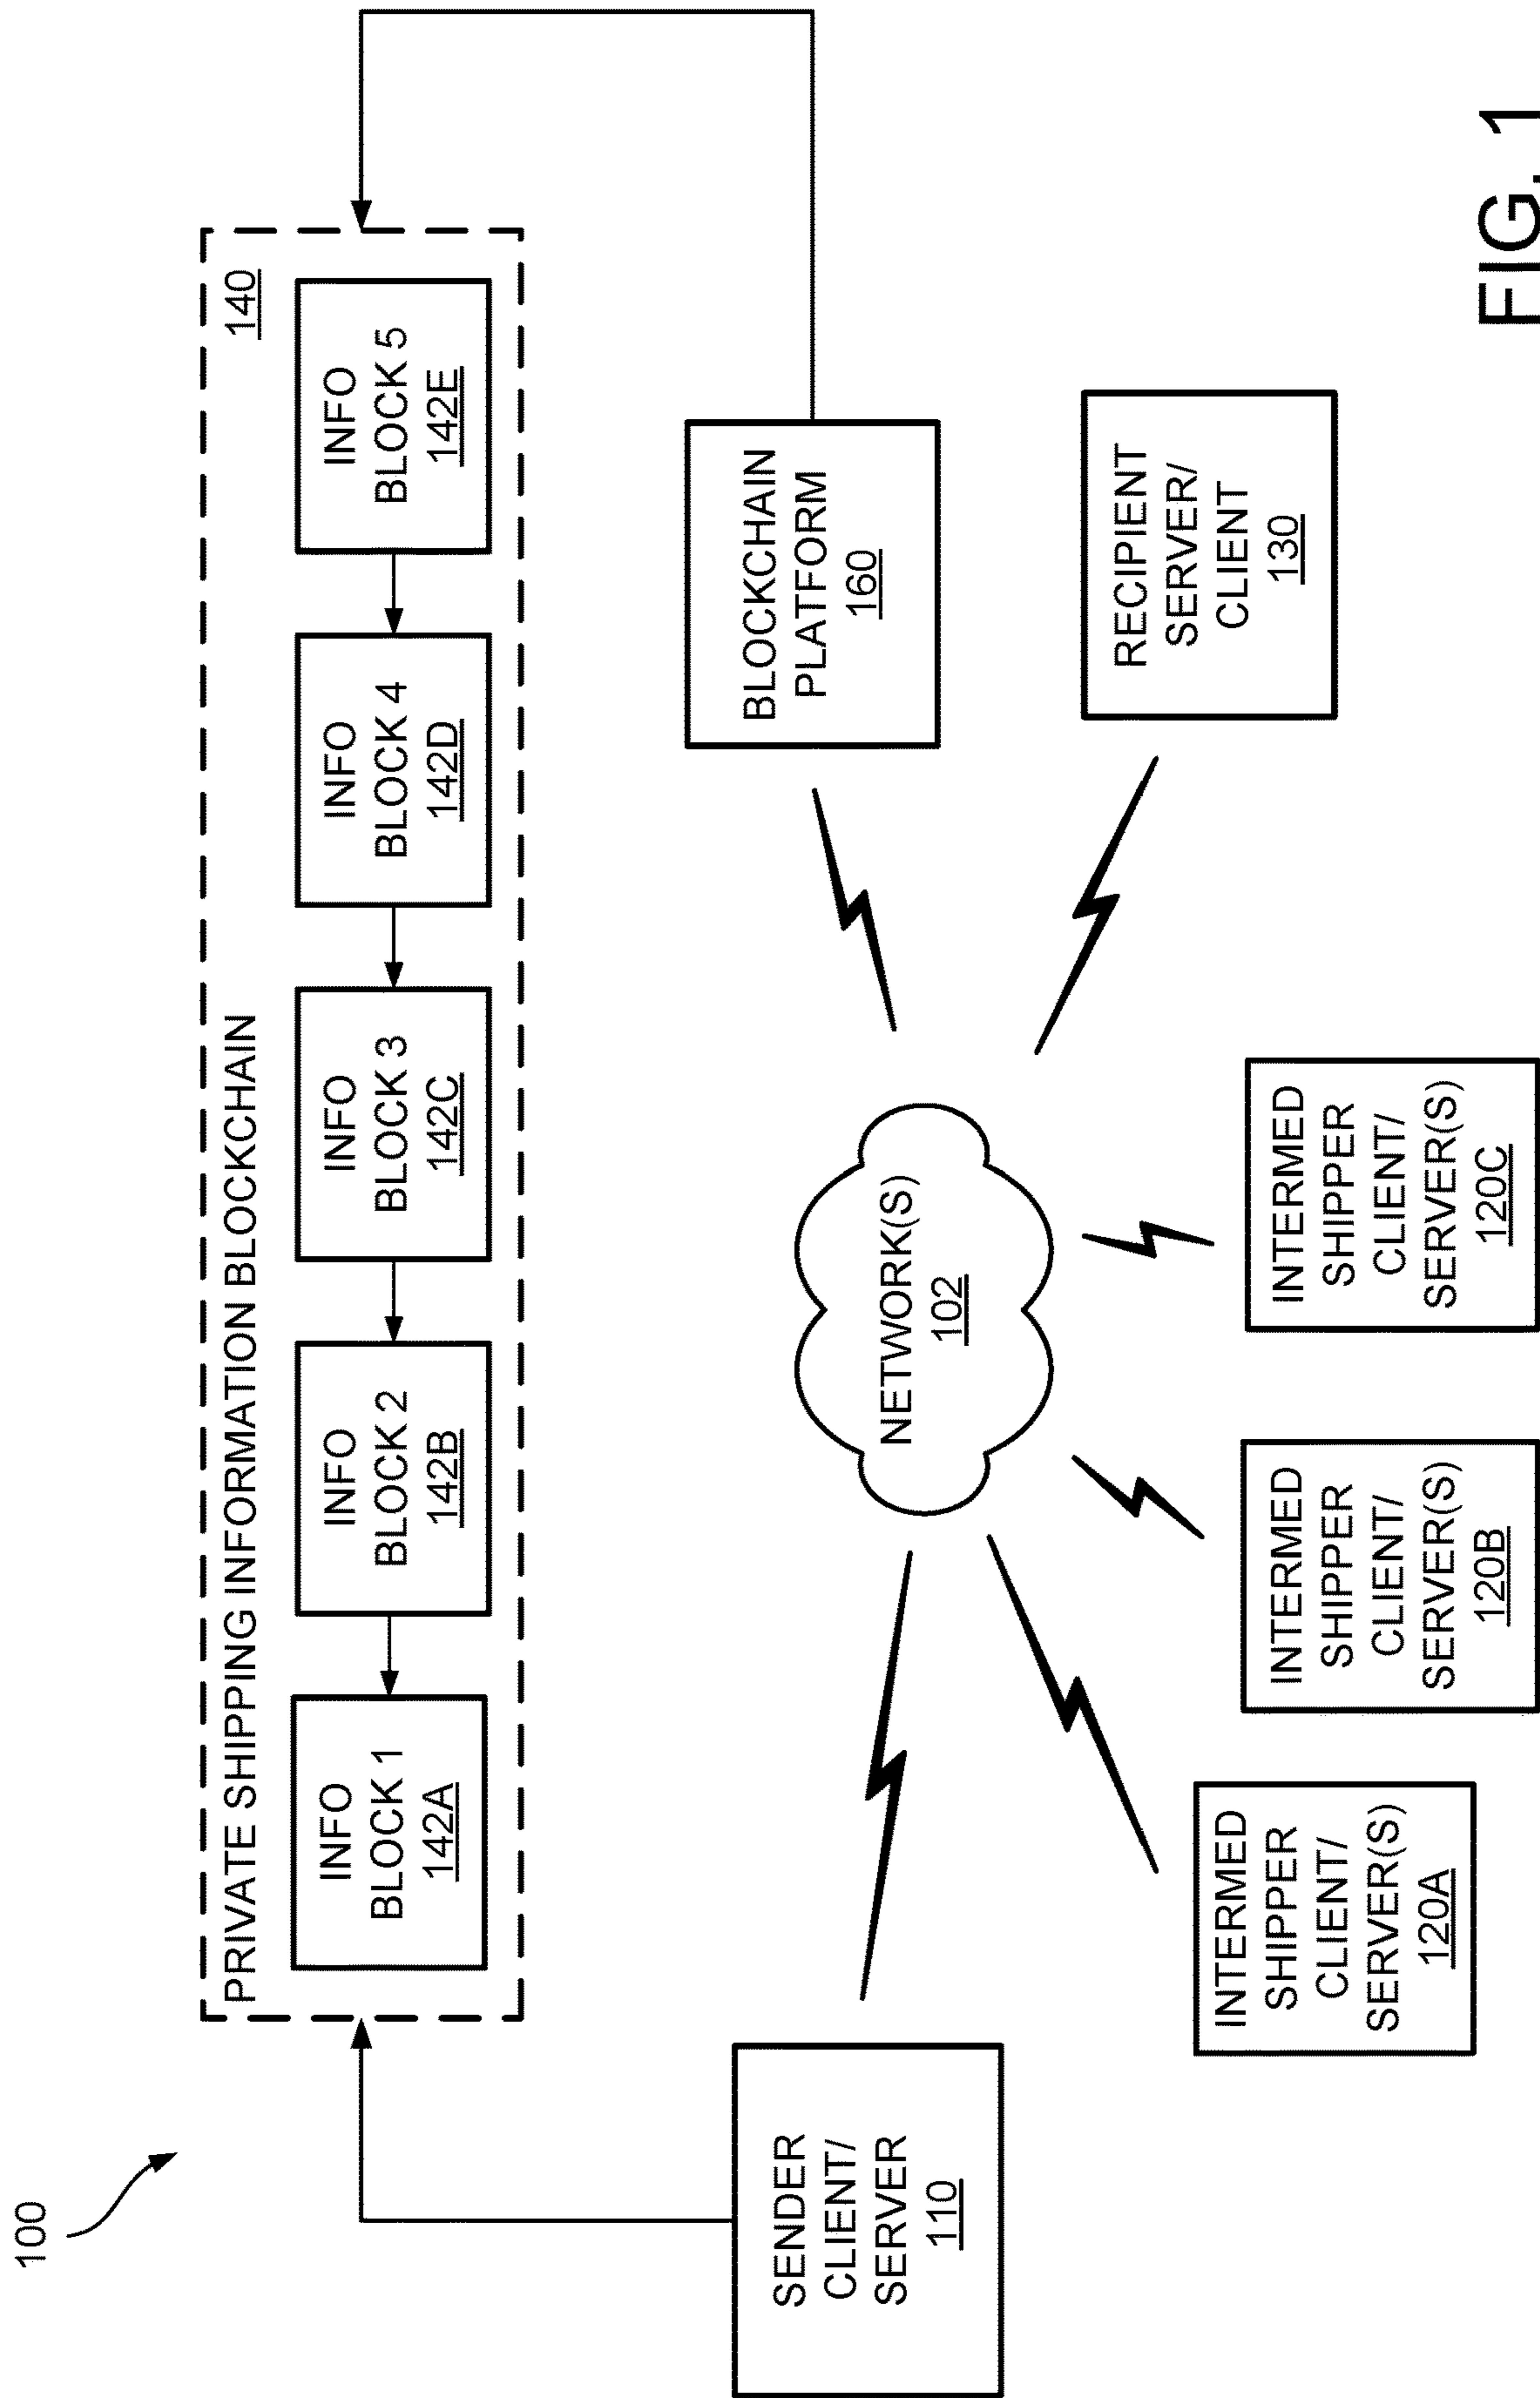 100
PRIVATE SHIPPING INFORMATION BLOCKCHAIN
140
INFO
BLOCK 1
142A
INFO
BLOCK 2
142B
INFO
BLOCK 3
142C
INFO
BLOCK 4
142D
INFO
BLOCK 5
142E
SENDER
CLIENT/
SERVER
110
NETWORK(S)
102
BLOCKCHAIN
PLATFORM
160
INTERMED
SHIPPER
CLIENT/
SERVER(S)
120A
INTERMED
SHIPPER
CLIENT/
SERVER(S)
120B
INTERMED
SHIPPER
CLIENT/
SERVER(S)
120C
RECIPIENT
SERVER/
CLIENT
130
FIG. 1